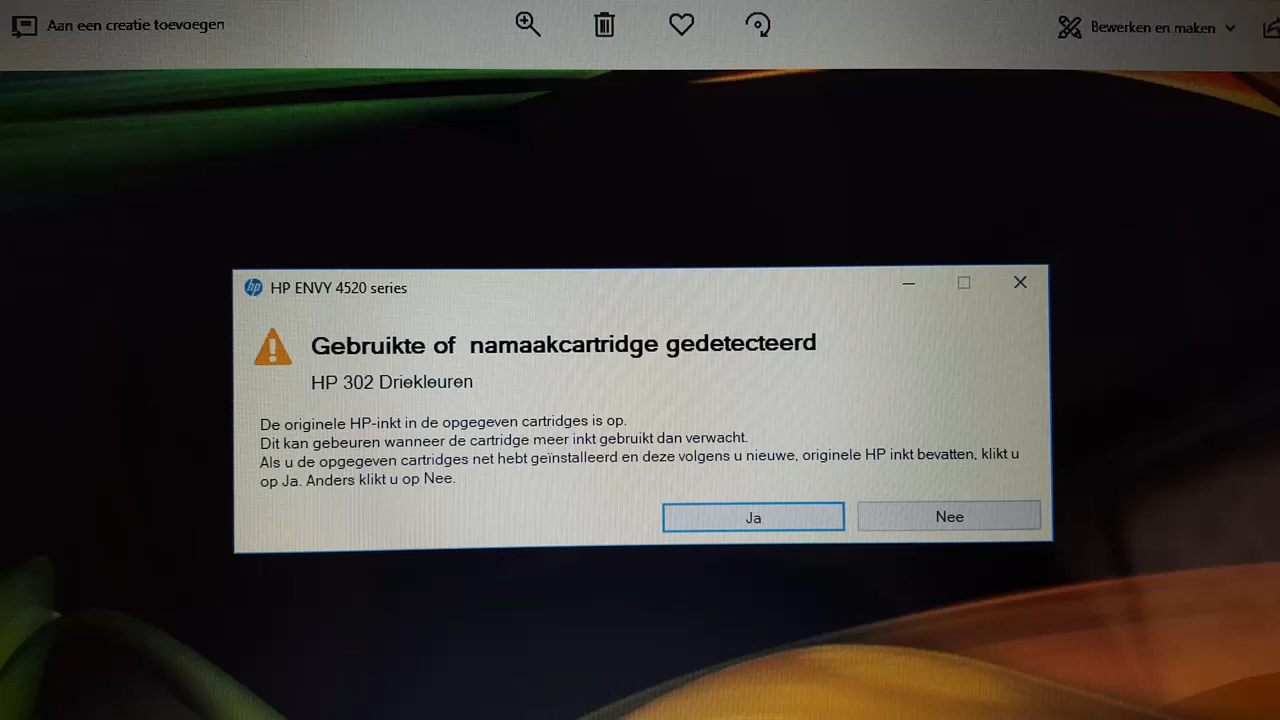 Aan een creatie toevoegen
Bewerken en maken
hp HP ENVY 4520 series
Gebruikte of namaakcartridge gedetecteerd
HP 302 Driekleuren
De originele HP-inkt in de opgegeven cartridges is op.
Dit kan gebeuren wanneer de cartridge meer inkt gebruikt dan verwacht.
Als u de opgegeven cartridges net hebt geïnstalleerd en deze volgens u nieuwe, originele HP inkt bevatten, klikt u
op Ja. Anders klikt u op Nee.
Ja
Nee